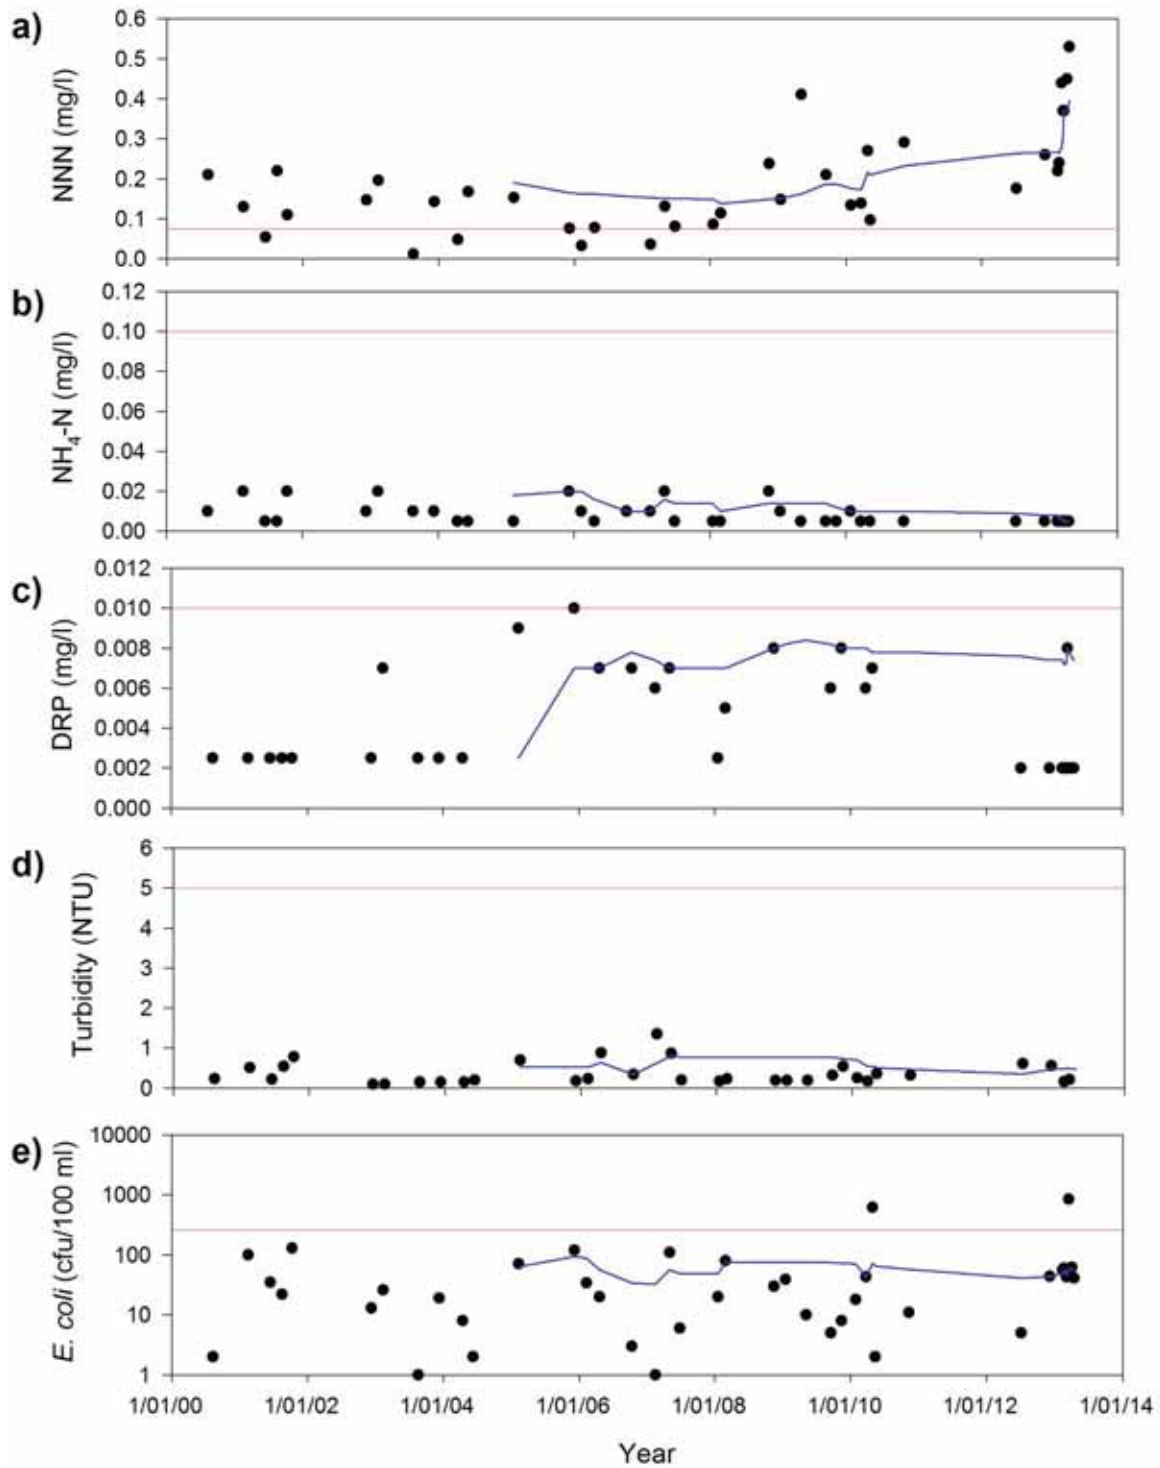 a)
NNN (mg/l)
0.6
0.5
0.4
0.3
0.2
0.1
0.0
b)
NH4-N (mg/l)
0.12
0.10
0.08
0.06
0.04
0.02
0.00
c)
DRP (mg/l)
0.012
0.010
0.008
0.006
0.004
0.002
0.000
d)
Turbidity (NTU)
6
5
4
3
2
1
0
e)
E. coli (cfu/100 ml)
10000
1000
100
10
1
1/01/00 1/01/02 1/01/04 1/01/06 1/01/08 1/01/10 1/01/12 1/01/14
Year